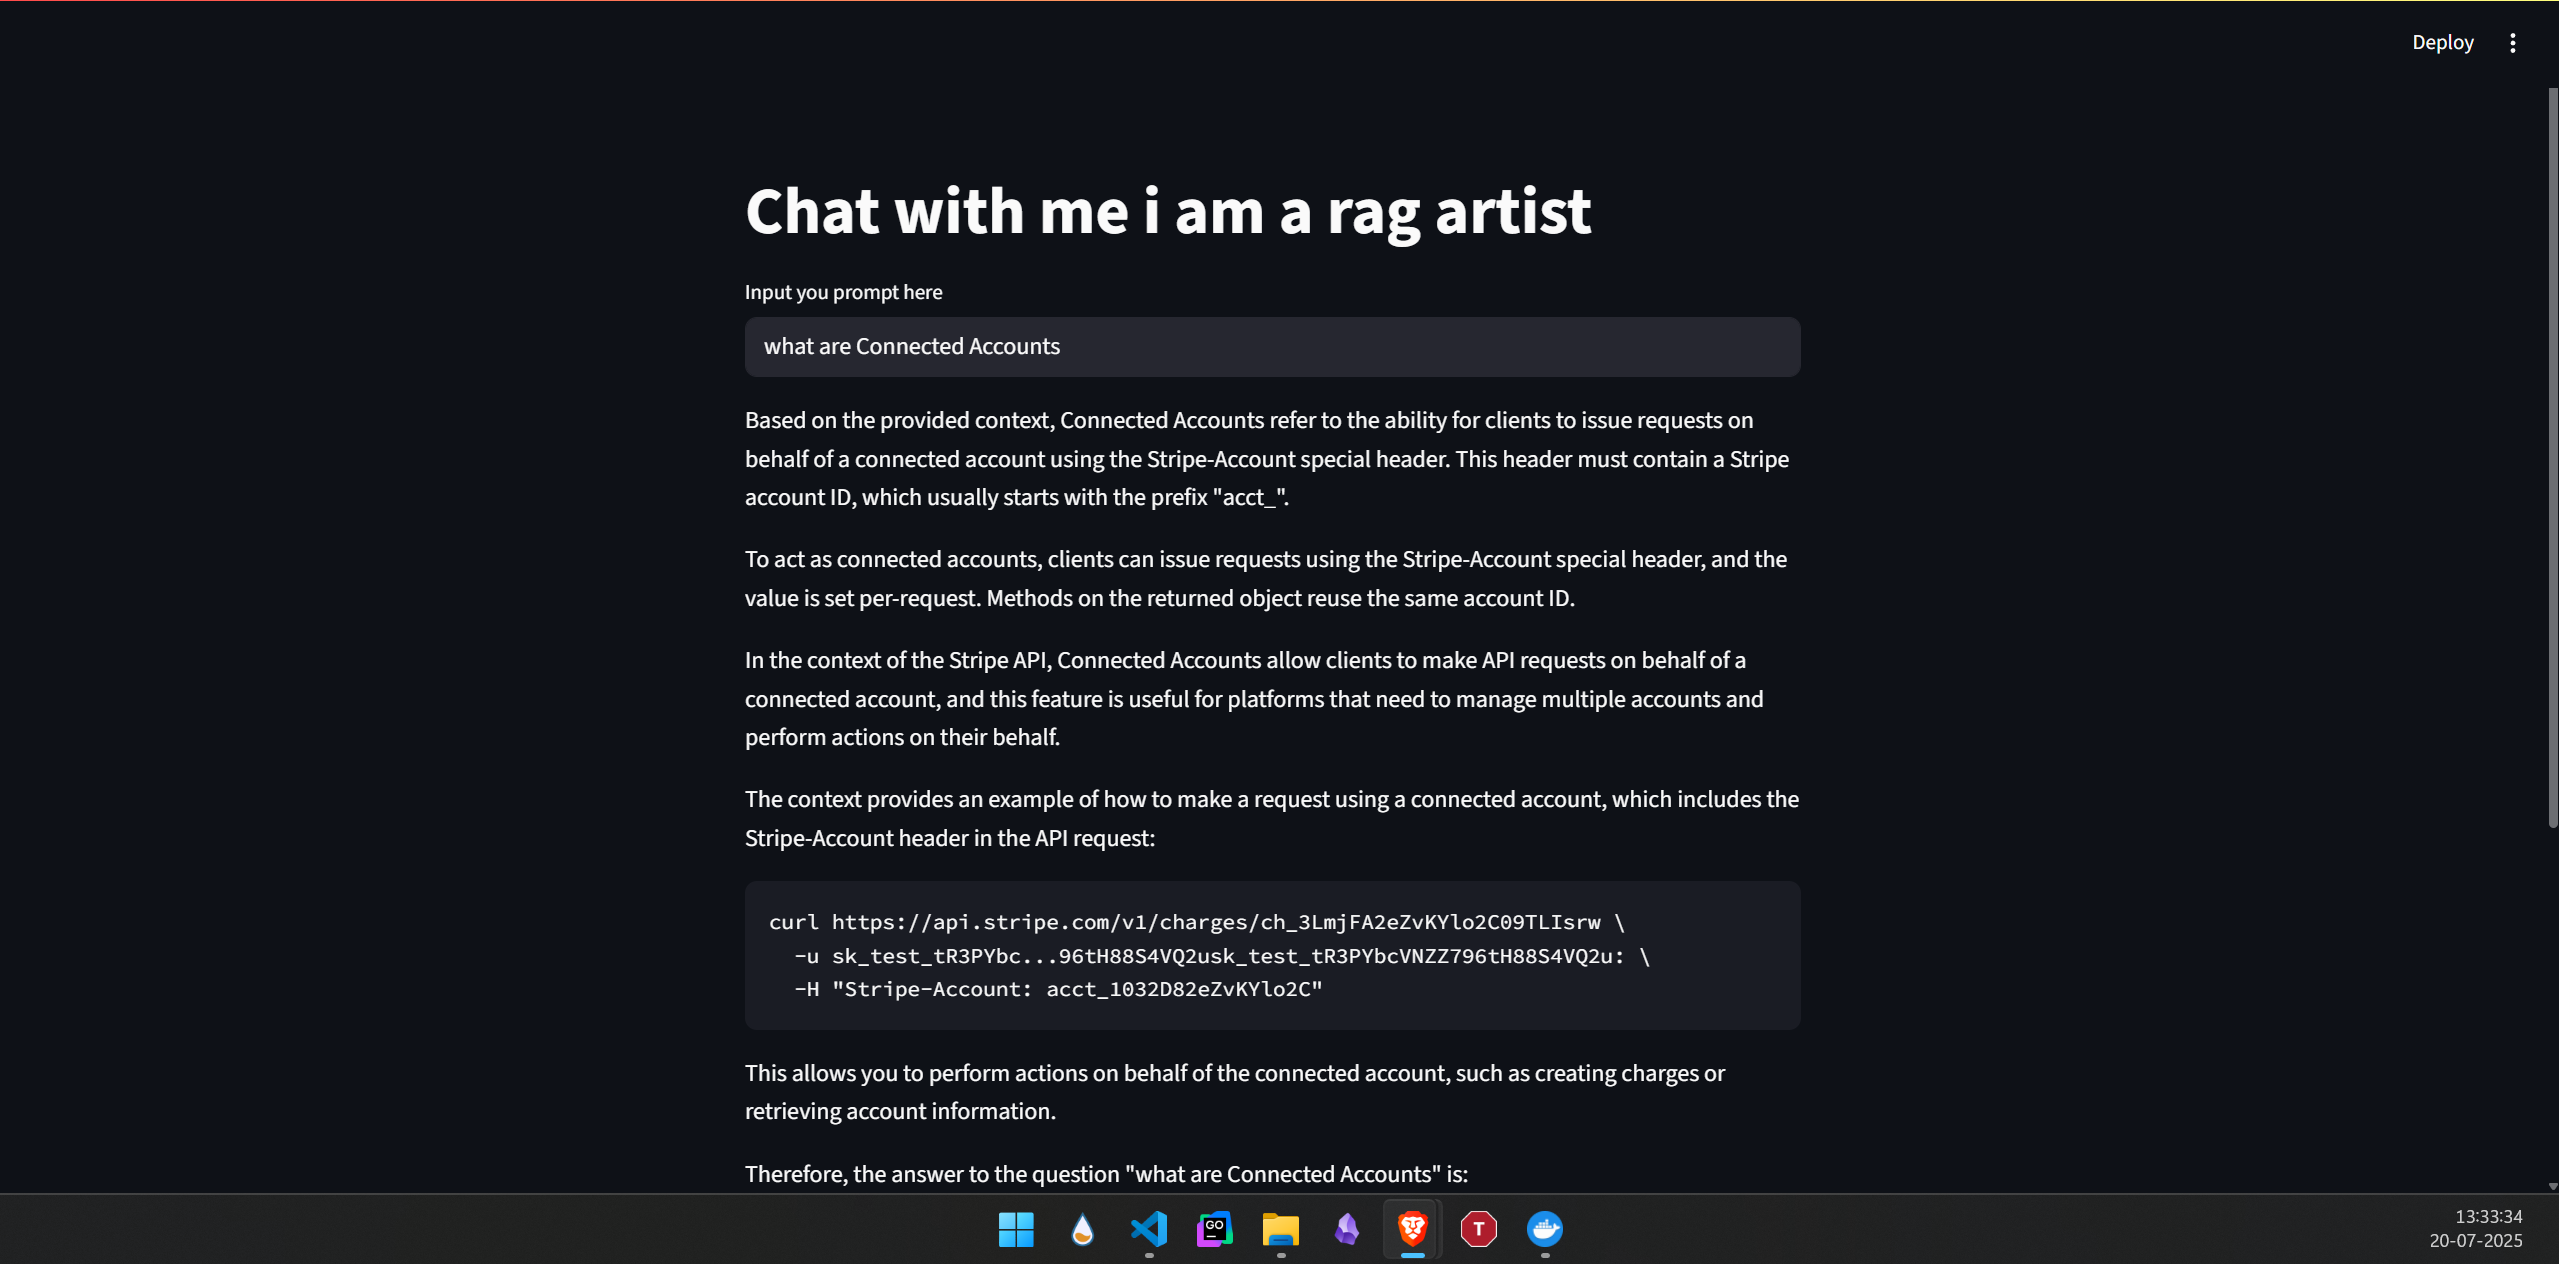 Deploy
Chat with me i am a rag artist
Input you prompt here
what are Connected Accounts
Based on the provided context, Connected Accounts refer to the ability for clients to issue requests on
behalf of a connected account using the Stripe-Account special header. This header must contain a Stripe
account ID, which usually starts with the prefix "acct_".
To act as connected accounts, clients can issue requests using the Stripe-Account special header, and the
value is set per-request. Methods on the returned object reuse the same account ID.
In the context of the Stripe API, Connected Accounts allow clients to make API requests on behalf of a
connected account, and this feature is useful for platforms that need to manage multiple accounts and
perform actions on their behalf.
The context provides an example of how to make a request using a connected account, which includes the
Stripe-Account header in the API request:
curl https://api.stripe.com/v1/charges/ch_3LmjFA2eZvKYlo2C09TLIsrw \
-u sk_test_tR3PYbc...96tH88S4VQ2usk_test_tR3PYbcVNZZ796tH88S4VQ2u: \
-H "Stripe-Account: acct_1032D82eZvKYlo2C"
This allows you to perform actions on behalf of the connected account, such as creating charges or
retrieving account information.
Therefore, the answer to the question "what are Connected Accounts" is:
GO
T
13:33:34
20-07-2025